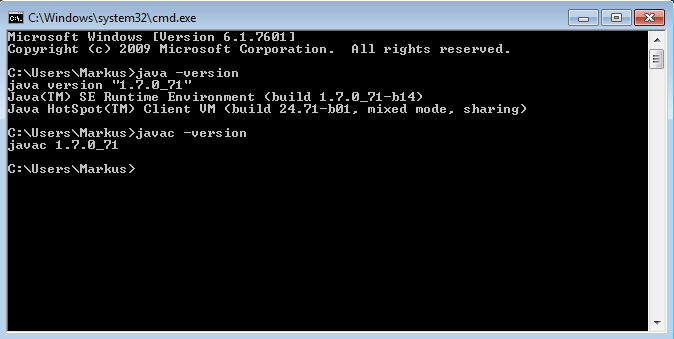 C:\Windows\system32\cmd.exe
Microsoft Windows [Version 6.1.7601]
Copyright (c) 2009 Microsoft Corporation.  All rights reserved.
C:\Users\Markus>java -version
java version "1.7.0_71"
Java(TM) SE Runtime Environment (build 1.7.0_71-b14)
Java HotSpot(TM) Client VM (build 24.71-b01, mixed mode, sharing)
C:\Users\Markus>javac -version
javac 1.7.0_71
C:\Users\Markus>